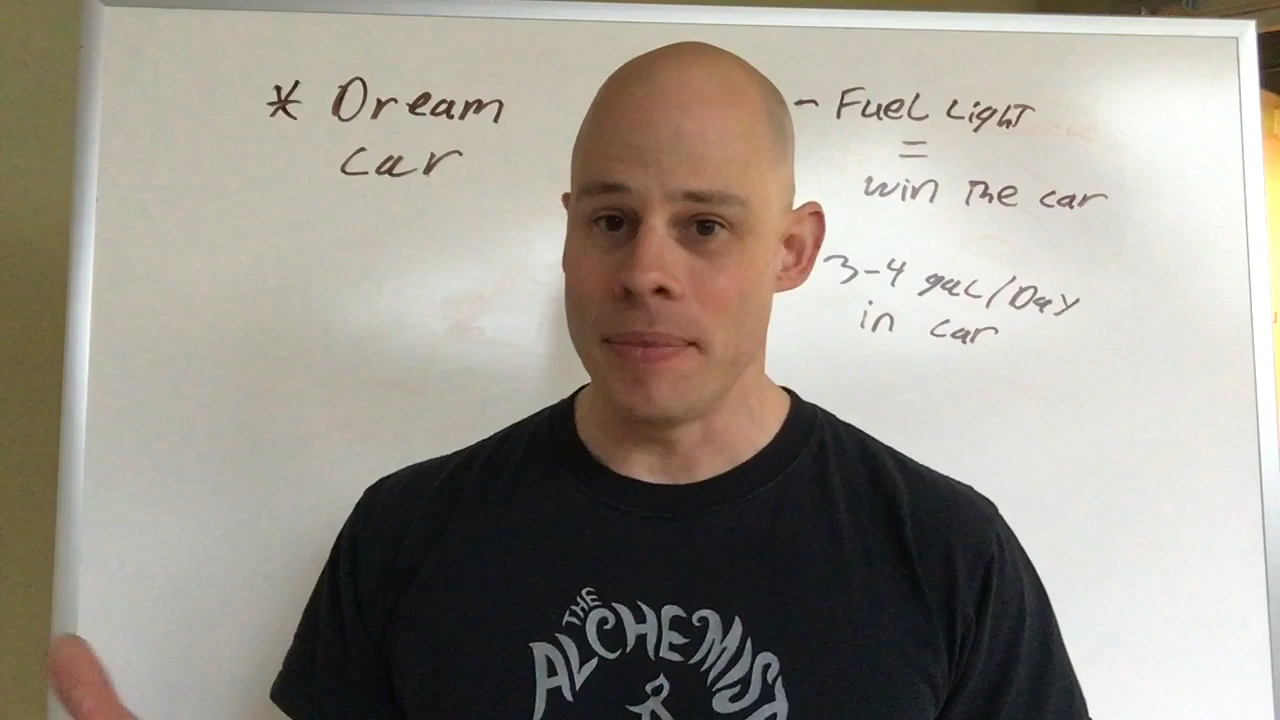 * Dream
car
- Fuel Light
=
win The car
3-4 gal/Day
in car
THE
ALCHEMIST